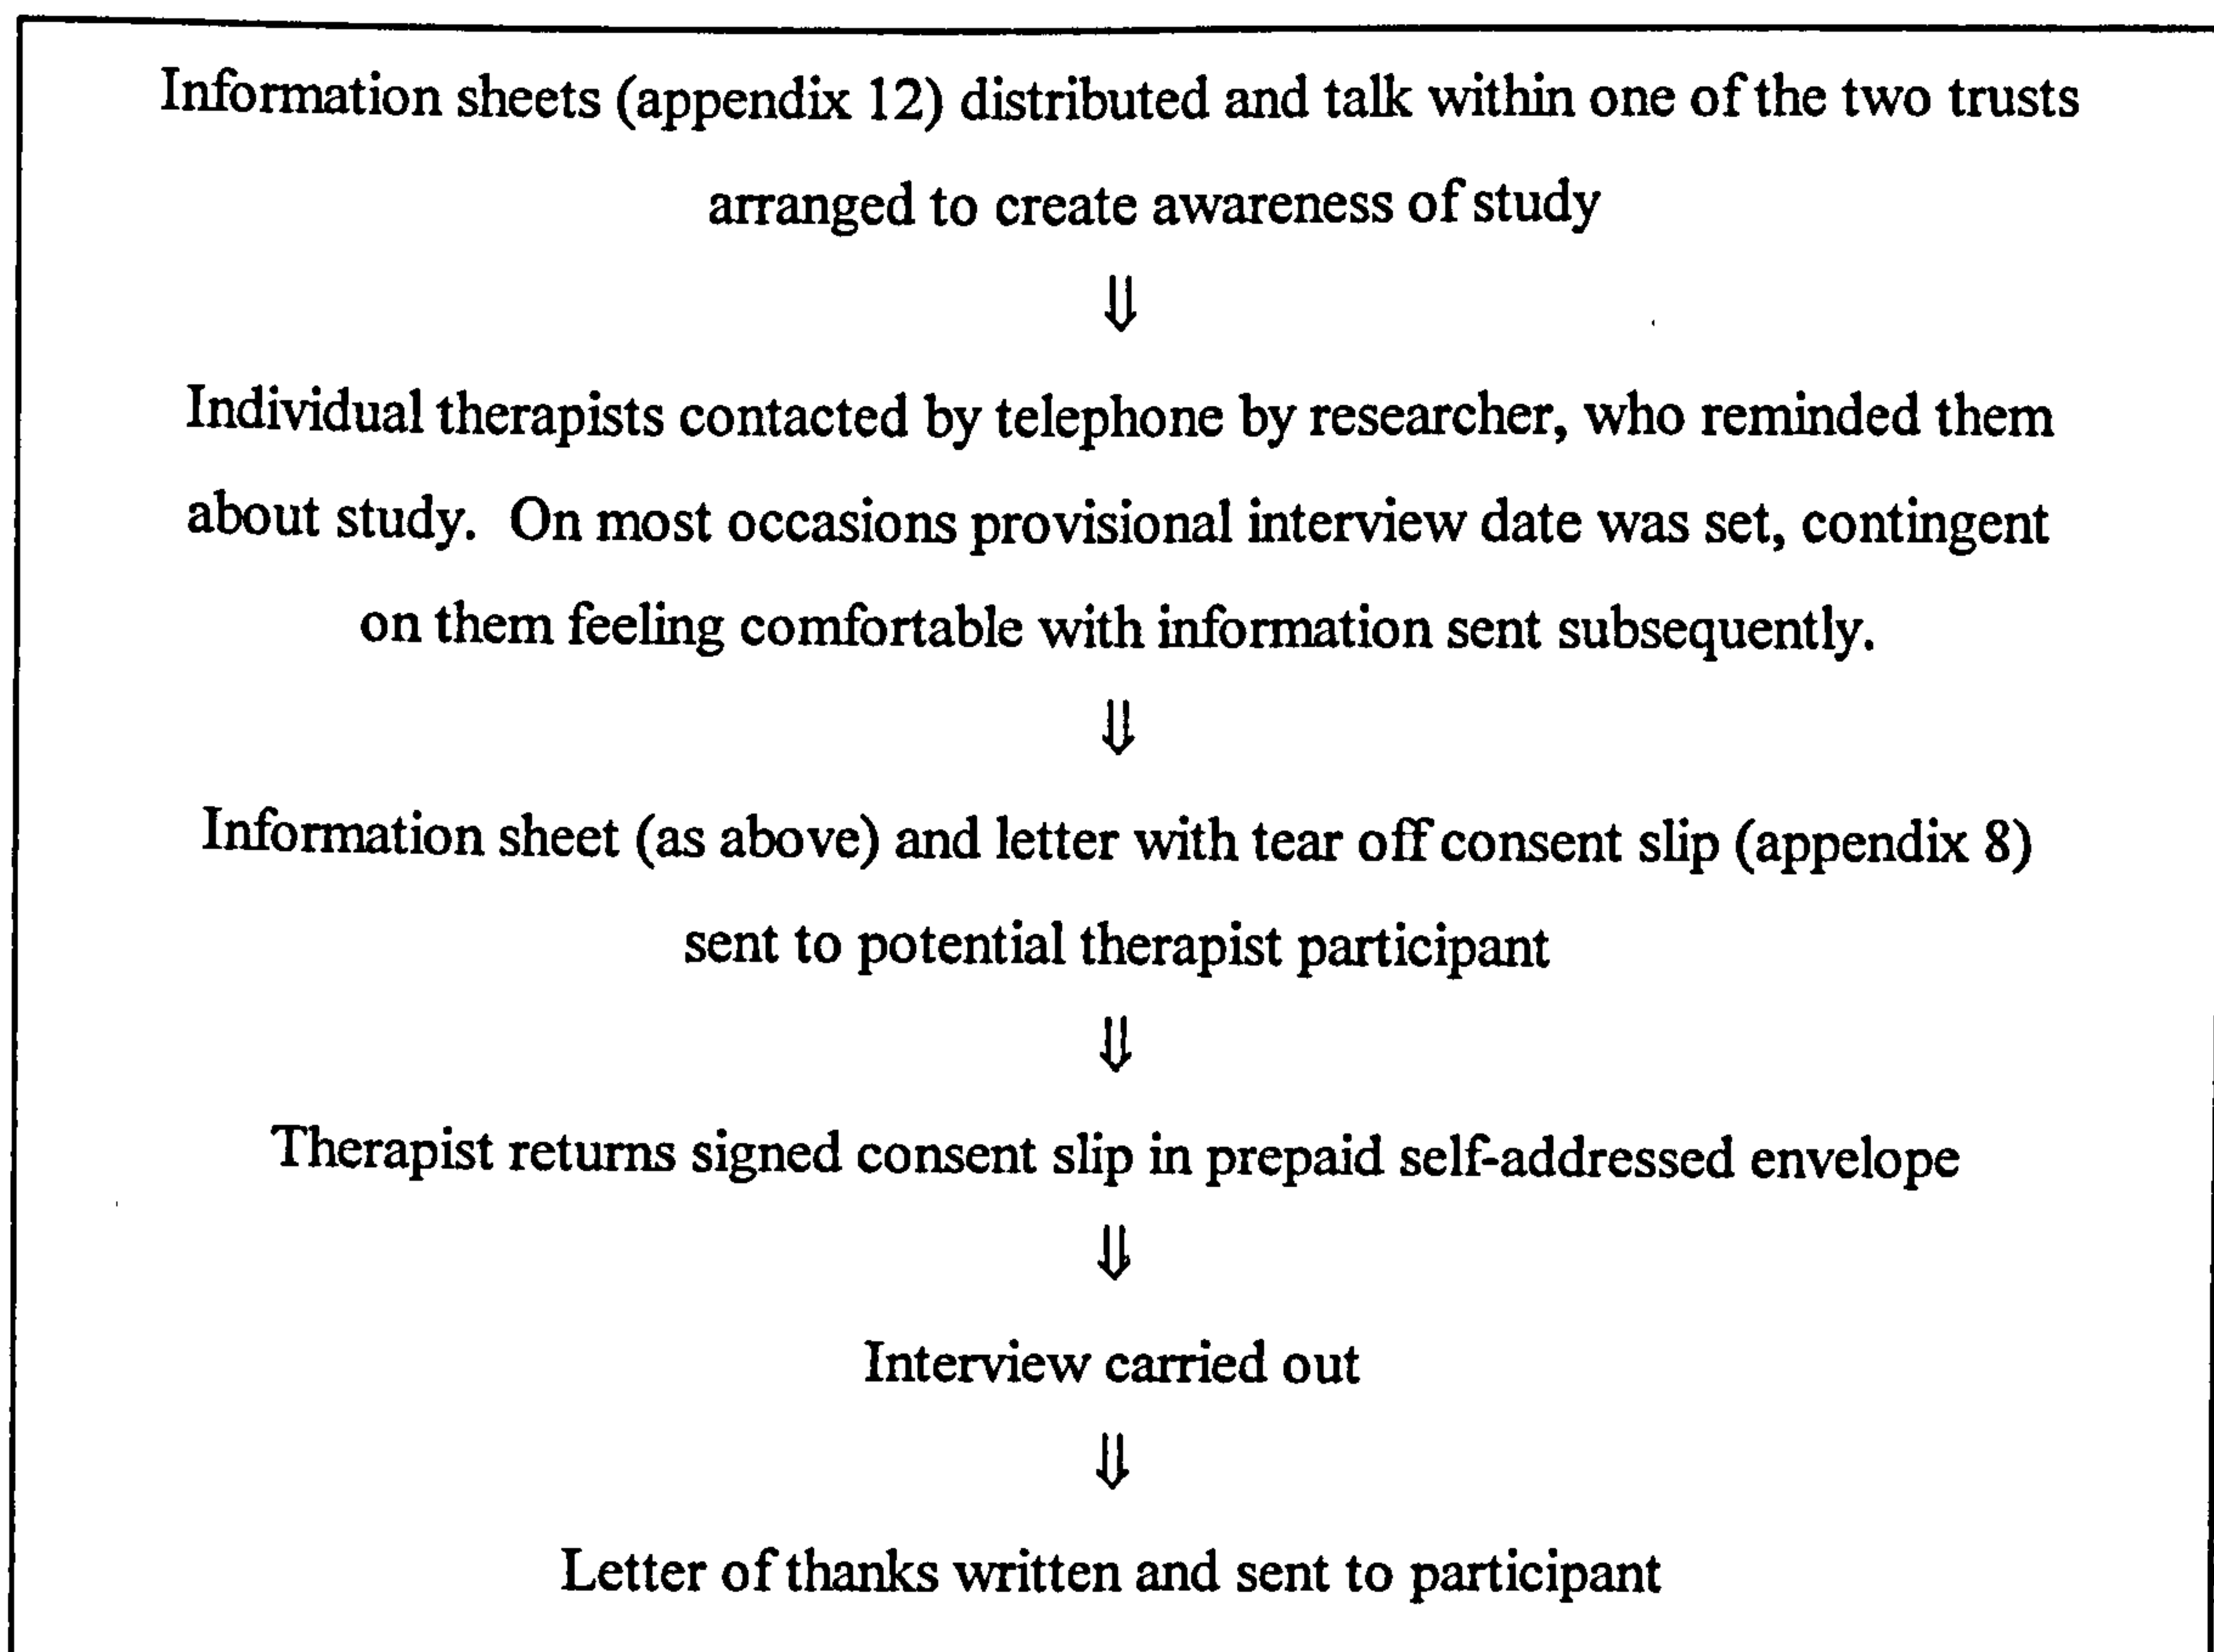 Information sheets (appendix 12) distributed and talk within one of the two trusts
arranged to create awareness of study
⇓
Individual therapists contacted by telephone by researcher, who reminded them
about study. On most occasions provisional interview date was set, contingent
on them feeling comfortable with information sent subsequently.
⇓
Information sheet (as above) and letter with tear off consent slip (appendix 8)
sent to potential therapist participant
⇓
Therapist returns signed consent slip in prepaid self-addressed envelope
⇓
Interview carried out
⇓
Letter of thanks written and sent to participant